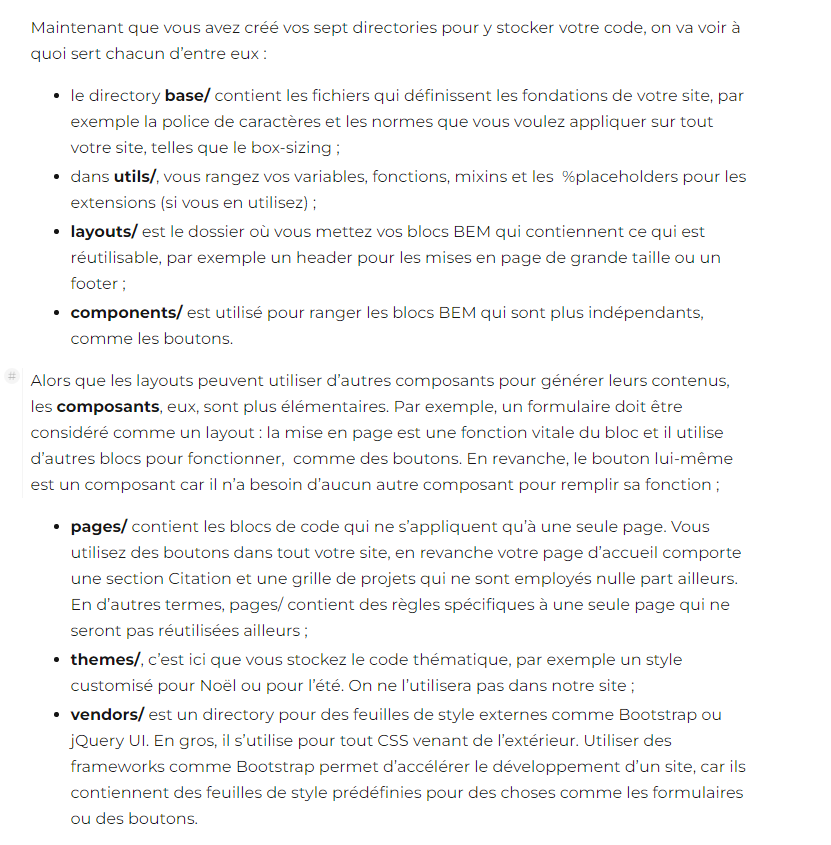 Maintenant que vous avez créé vos sept directories pour y stocker votre code, on va voir à
quoi sert chacun d’entre eux :
• le directory base/ contient les fichiers qui définissent les fondations de votre site, par
exemple la police de caractères et les normes que vous voulez appliquer sur tout
votre site, telles que le box-sizing ;
• dans utils/, vous rangez vos variables, fonctions, mixins et les %placeholders pour les
extensions (si vous en utilisez) ;
• layouts/ est le dossier où vous mettez vos blocs BEM qui contiennent ce qui est
réutilisable, par exemple un header pour les mises en page de grande taille ou un
footer ;
• components/ est utilisé pour ranger les blocs BEM qui sont plus indépendants,
comme les boutons.
# Alors que les layouts peuvent utiliser d’autres composants pour générer leurs contenus,
les composants, eux, sont plus élémentaires. Par exemple, un formulaire doit être
considéré comme un layout : la mise en page est une fonction vitale du bloc et il utilise
d’autres blocs pour fonctionner, comme des boutons. En revanche, le bouton lui-même
est un composant car il n’a besoin d’aucun autre composant pour remplir sa fonction ;
• pages/ contient les blocs de code qui ne s’appliquent qu’à une seule page. Vous
utilisez des boutons dans tout votre site, en revanche votre page d’accueil comporte
une section Citation et une grille de projets qui ne sont employés nulle part ailleurs.
En d’autres termes, pages/ contient des règles spécifiques à une seule page qui ne
seront pas réutilisées ailleurs ;
• themes/, c’est ici que vous stockez le code thématique, par exemple un style
customisé pour Noël ou pour l’été. On ne l’utilisera pas dans notre site ;
• vendors/ est un directory pour des feuilles de style externes comme Bootstrap ou
jQuery UI. En gros, il s’utilise pour tout CSS venant de l’extérieur. Utiliser des
frameworks comme Bootstrap permet d’accélérer le développement d’un site, car ils
contiennent des feuilles de style prédéfinies pour des choses comme les formulaires
ou des boutons.